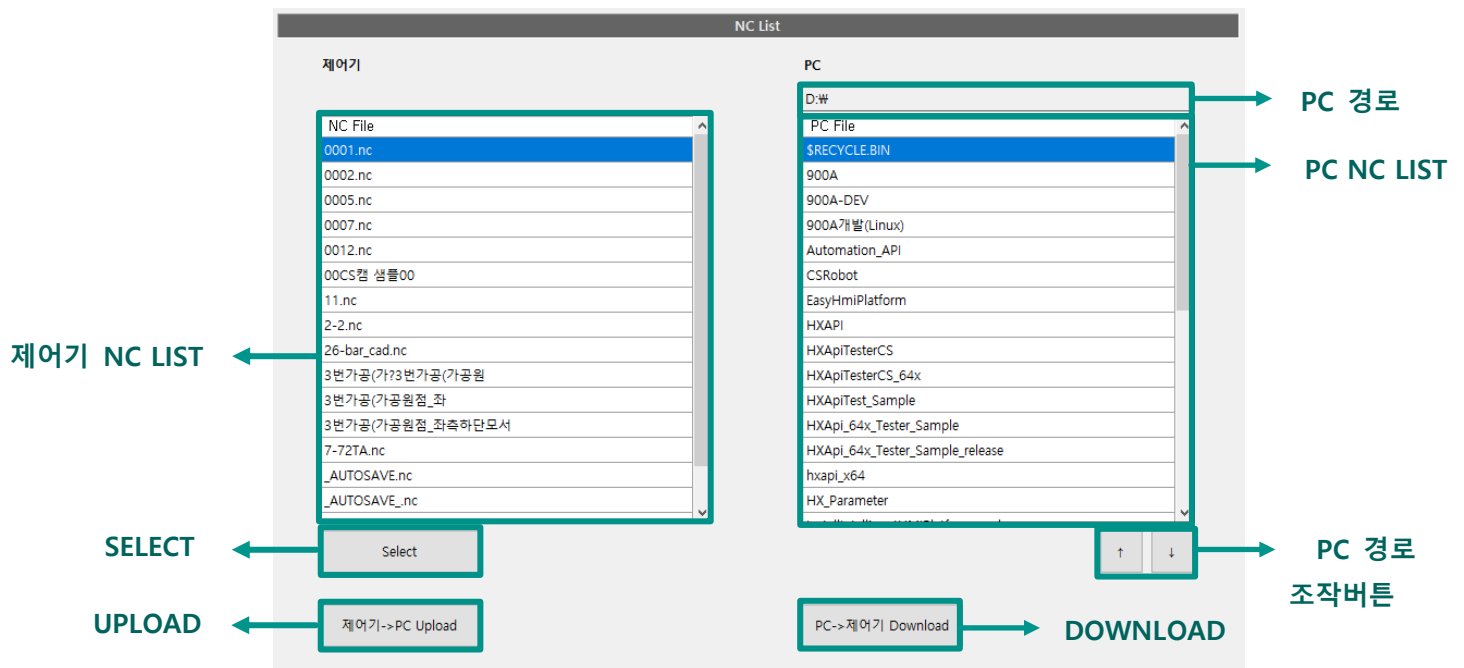 NC List
제어기
PC
D:₩
PC 경로
NC File
0001.nc
0002.nc
0005.nc
0007.nc
0012.nc
00CS캠 샘플00
11.nc
2-2.nc
26-bar_cad.nc
3번가공(가?3번가공(가공원
3번가공(가공원점_좌
3번가공(가공원점_좌측하단모서
7-72TA.nc
_AUTOSAVE.nc
_AUTOSAVE_.nc
제어기 NC LIST
PC File
$RECYCLE.BIN
900A
900A-DEV
900A개발(Linux)
Automation_API
CSRobot
EasyHmiPlatform
HXAPI
HXApiTesterCS
HXApiTesterCS_64x
HXApiTest_Sample
HXApi_64x_Tester_Sample
HXApi_64x_Tester_Sample_release
hxapi_x64
HX_Parameter
PC NC LIST
SELECT
Select
↑
↓
PC 경로
조작버튼
UPLOAD
제어기->PC Upload
PC->제어기 Download
DOWNLOAD